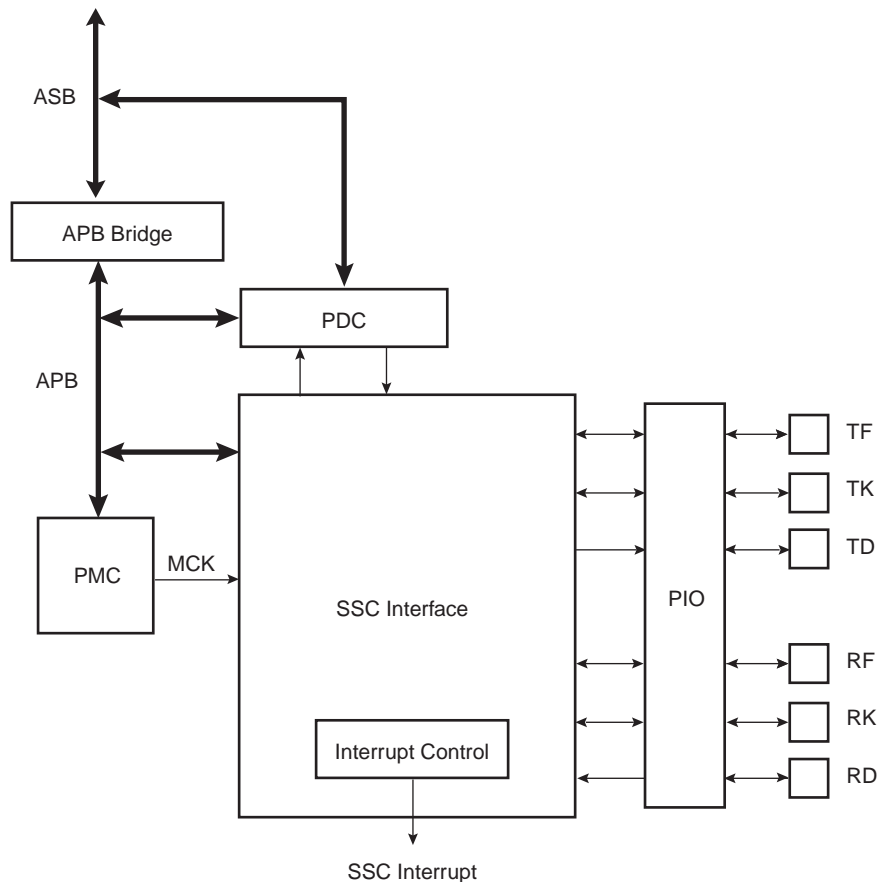 ASB
APB Bridge
PDC
APB
TF
TK
TD
PMC
MCK
SSC Interface
PIO
RF
RK
RD
Interrupt Control
SSC Interrupt